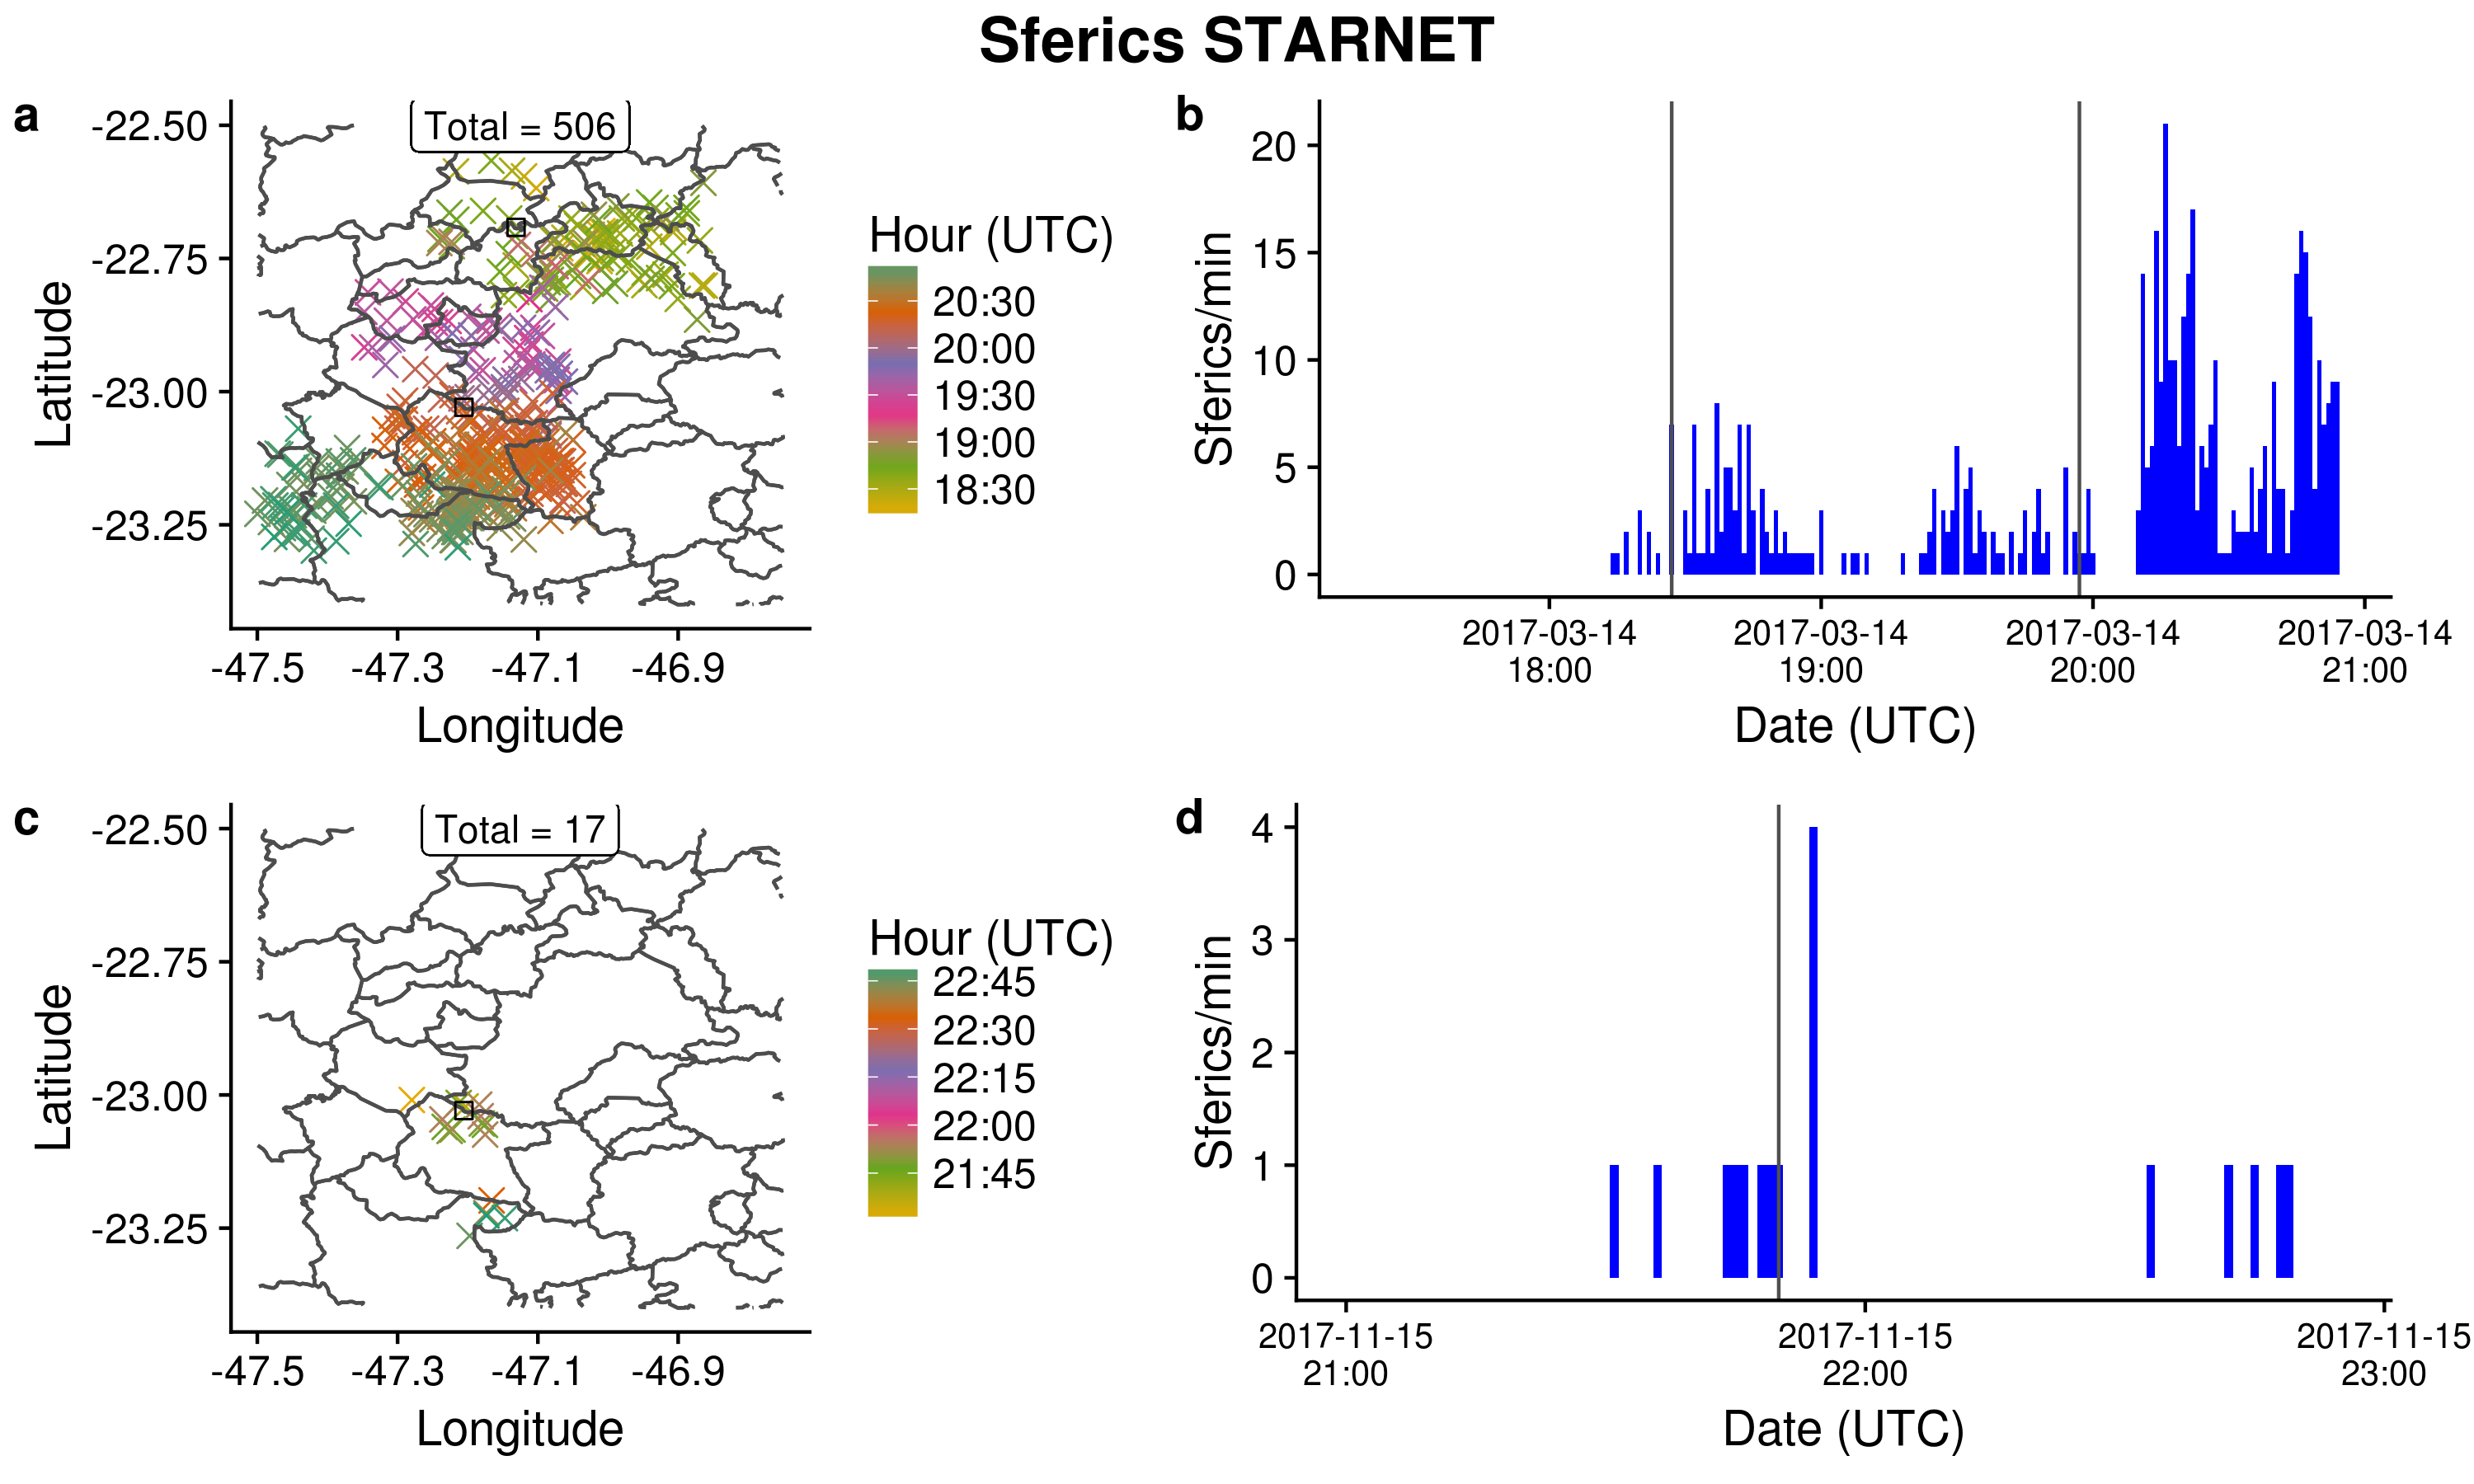 Sferics STARNET
a
Total = 506
-22.50
-22.75
-23.00
-23.25
Latitude
-47.5 -47.3 -47.1 -46.9
Longitude
Hour (UTC)
20:30
20:00
19:30
19:00
18:30
b
20
15
10
5
0
Sferics/min
2017-03-14 2017-03-14 2017-03-14 2017-03-14
18:00 19:00 20:00 21:00
Date (UTC)
c
Total = 17
-22.50
-22.75
-23.00
-23.25
Latitude
-47.5 -47.3 -47.1 -46.9
Longitude
Hour (UTC)
22:45
22:30
22:15
22:00
21:45
d
4
3
2
1
0
Sferics/min
2017-11-15 2017-11-15 2017-11-15
21:00 22:00 23:00
Date (UTC)